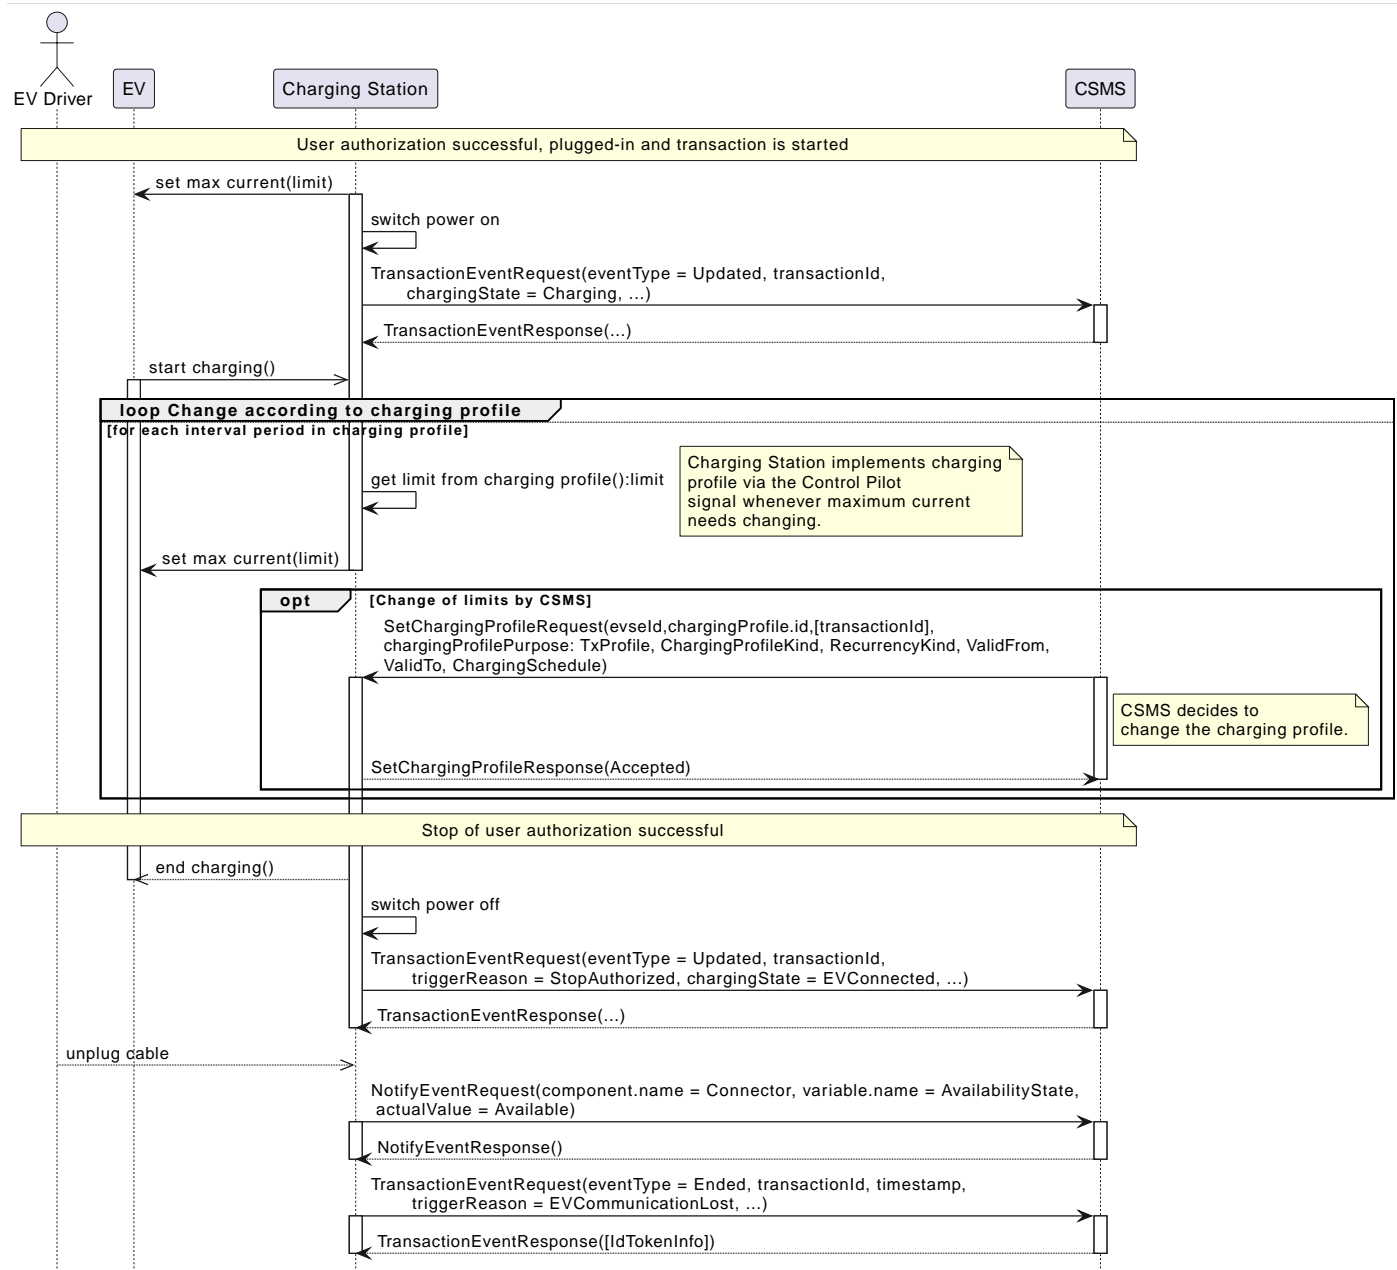 EV Driver
EV
Charging Station
CSMS
User authorization successful, plugged-in and transaction is started
set max current(limit)
switch power on
TransactionEventRequest(eventType = Updated, transactionId,
chargingState = Charging, ...)
TransactionEventResponse(...)
start charging()
loop Change according to charging profile
[for each interval period in charging profile]
Charging Station implements charging
profile via the Control Pilot
signal whenever maximum current
needs changing.
get limit from charging profile():limit
set max current(limit)
opt
[Change of limits by CSMS]
SetChargingProfileRequest(evseId,chargingProfile.id,[transactionId],
chargingProfilePurpose: TxProfile, ChargingProfileKind, RecurrencyKind, ValidFrom,
ValidTo, ChargingSchedule)
CSMS decides to
change the charging profile.
SetChargingProfileResponse(Accepted)
Stop of user authorization successful
end charging()
switch power off
TransactionEventRequest(eventType = Updated, transactionId,
triggerReason = StopAuthorized, chargingState = EVConnected, ...)
TransactionEventResponse(...)
unplug cable
NotifyEventRequest(component.name = Connector, variable.name = AvailabilityState,
actualValue = Available)
NotifyEventResponse()
TransactionEventRequest(eventType = Ended, transactionId, timestamp,
triggerReason = EVCommunicationLost, ...)
TransactionEventResponse([IdTokenInfo])